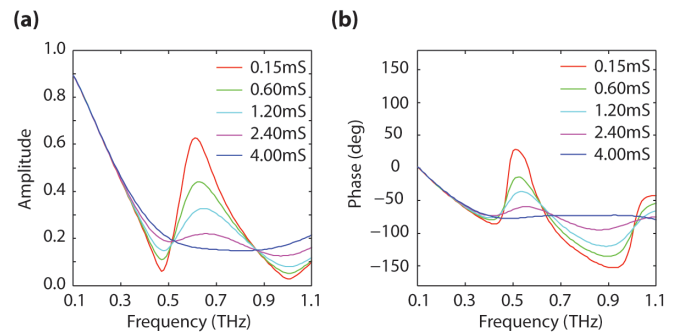 (a)
Amplitude
1.0
0.8
0.6
0.4
0.2
0.0
0.15mS
0.60mS
1.20mS
2.40mS
4.00mS
0.1 0.3 0.5 0.7 0.9 1.1
Frequency (THz)
(b)
Phase (deg)
150
100
50
0
−50
−100
−150
0.15mS
0.60mS
1.20mS
2.40mS
4.00mS
0.1 0.3 0.5 0.7 0.9 1.1
Frequency (THz)